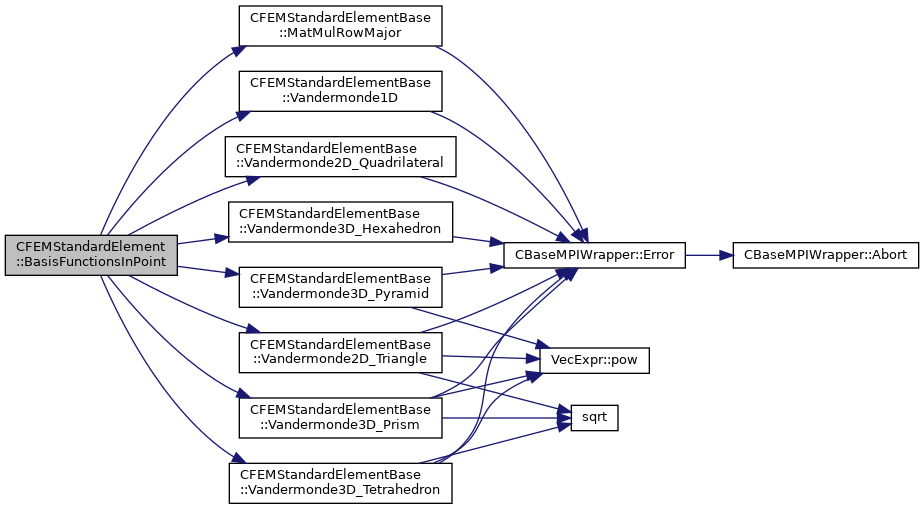 CFEMStandardElement
::BasisFunctionsInPoint
CFEMStandardElementBase
::MatMulRowMajor
CFEMStandardElementBase
::Vandermonde1D
CFEMStandardElementBase
::Vandermonde2D_Quadrilateral
CFEMStandardElementBase
::Vandermonde3D_Hexahedron
CFEMStandardElementBase
::Vandermonde3D_Pyramid
CFEMStandardElementBase
::Vandermonde2D_Triangle
CFEMStandardElementBase
::Vandermonde3D_Prism
CFEMStandardElementBase
::Vandermonde3D_Tetrahedron
CBaseMPIWrapper::Error
VecExpr::pow
sqrt
CBaseMPIWrapper::Abort